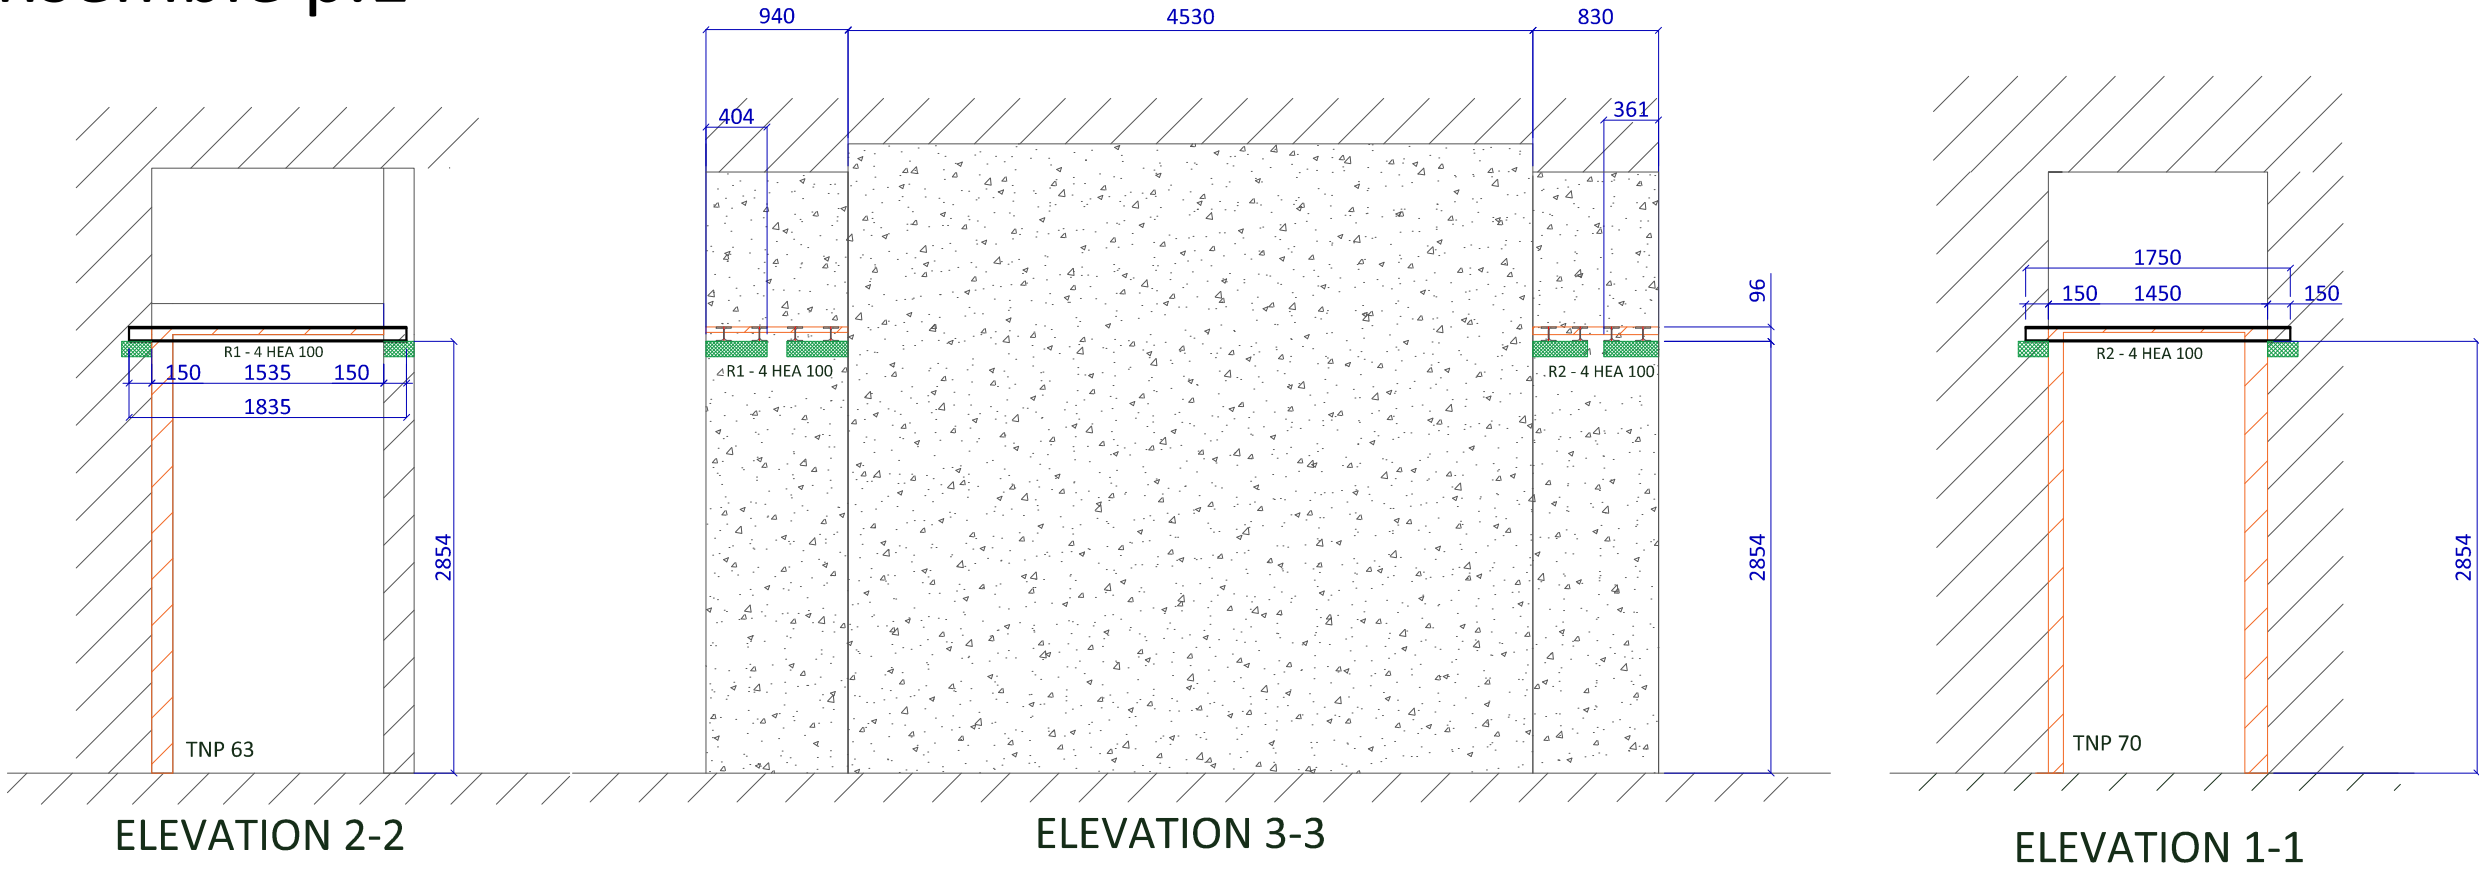 940
4530
830
404
361
96
2854
R1 - 4 HEA 100
R2 - 4 HEA 100
ELEVATION 3-3
R1 - 4 HEA 100
150 1535 150
1835
2854
TNP 63
ELEVATION 2-2
1750
150 1450 150
R2 - 4 HEA 100
2854
TNP 70
ELEVATION 1-1